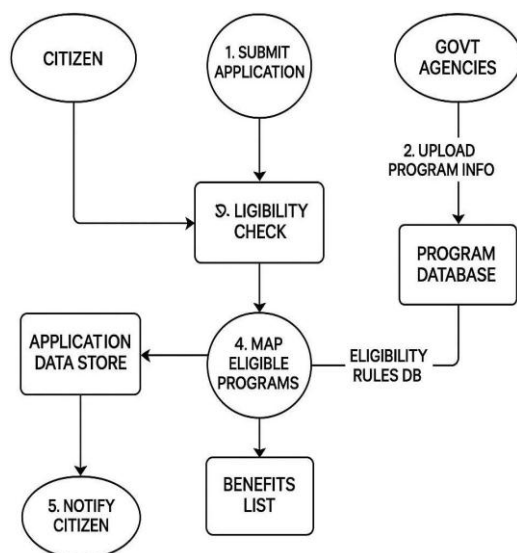 CITIZEN
1. SUBMIT
APPLICATION
GOVT
AGENCIES
2. UPLOAD
PROGRAM INFO
Ꭾ. LIGIBILITY
CHECK
PROGRAM
DATABASE
APPLICATION
DATA STORE
4. MAP
ELIGIBLE
PROGRAMS
ELIGIBILITY
RULES DB
5. NOTIFY
CITIZEN
BENEFITS
LIST